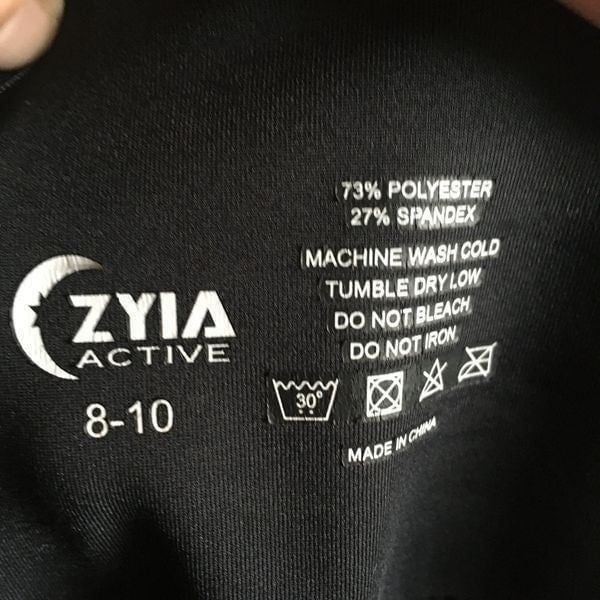 73% POLYESTER
27% SPANDEX
MACHINE WASH COLD
TUMBLE DRY LOW
DO NOT BLEACH
DO NOT IRON
ZYIA
ACTIVE
8-10
30°
MADE IN CHINA